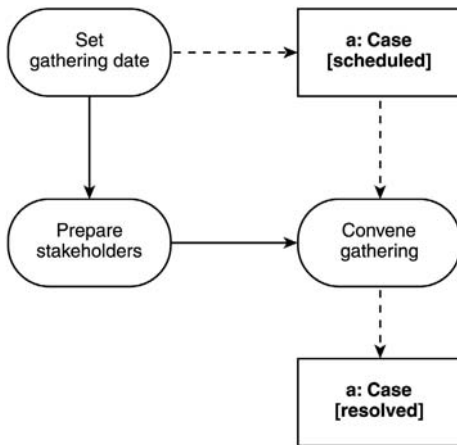 Set
gathering date
a: Case
[scheduled]
Prepare
stakeholders
Convene
gathering
a: Case
[resolved]